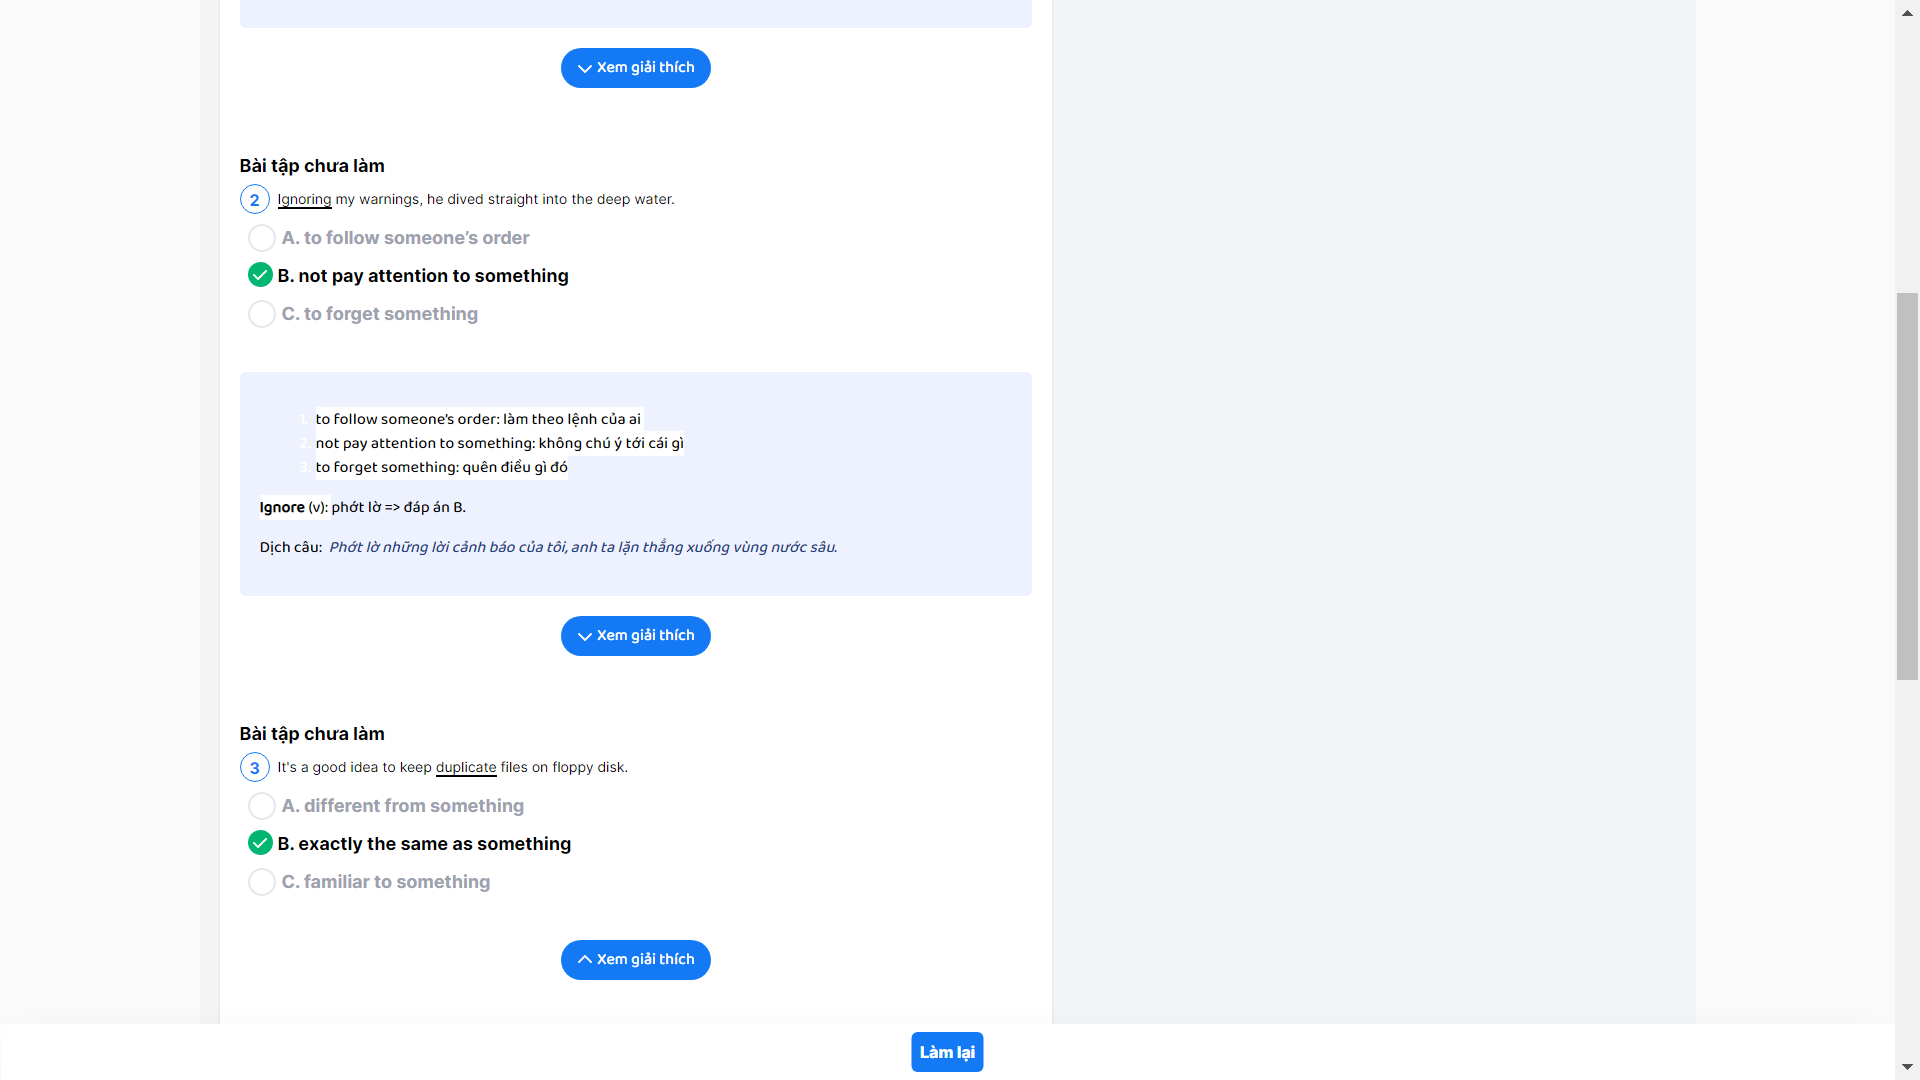 Xem giải thích
Bài tập chưa làm
2 Ignoring my warnings, he dived straight into the deep water.
A. to follow someone’s order
B. not pay attention to something
C. to forget something
1. to follow someone’s order: làm theo lệnh của ai
2. not pay attention to something: không chú ý tới cái gì
3. to forget something: quên điều gì đó
Ignore (v): phớt lờ => đáp án B.
Dịch câu: Phớt lờ những lời cảnh báo của tôi, anh ta lặn thẳng xuống vùng nước sâu.
Xem giải thích
Bài tập chưa làm
3 It's a good idea to keep duplicate files on floppy disk.
A. different from something
B. exactly the same as something
C. familiar to something
Xem giải thích
Làm lại